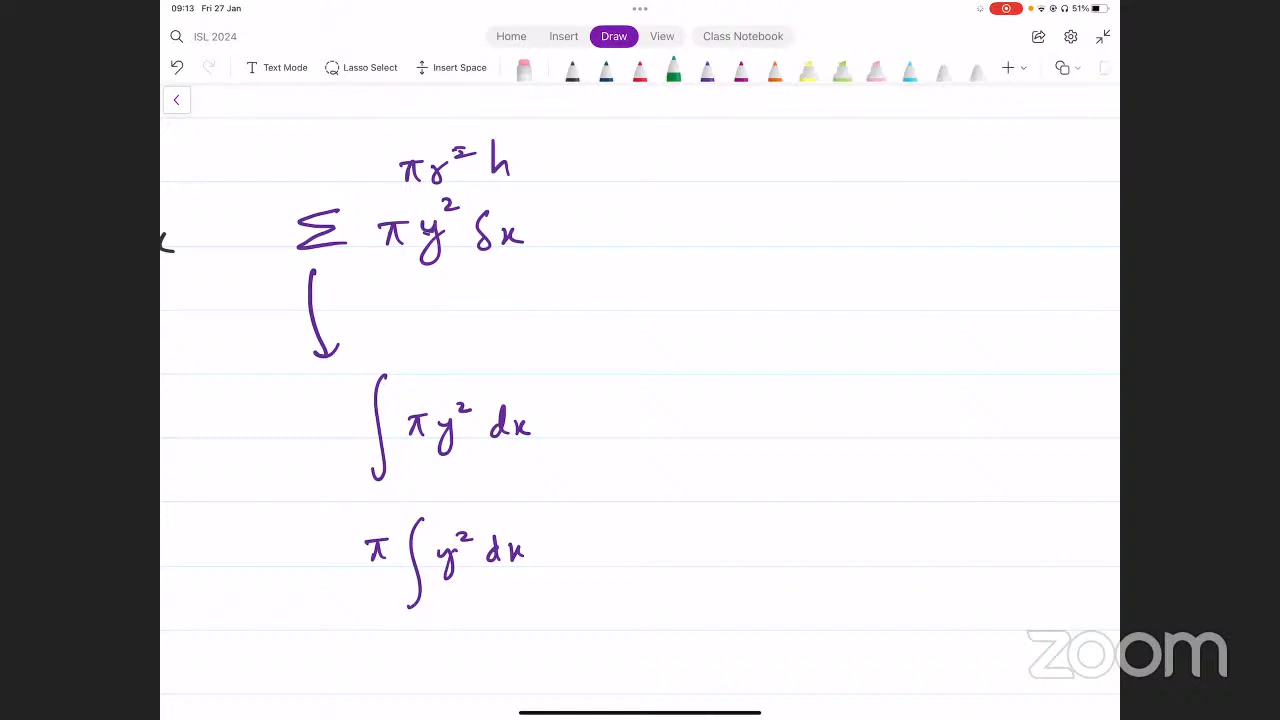 09:13 Fri 27 Jan
51%
ISL 2024
Home Insert Draw View Class Notebook
Text Mode Lasso Select Insert Space
πr² h
Σ πy² δx
∫ πy² dx
π ∫ y² dx
zoom